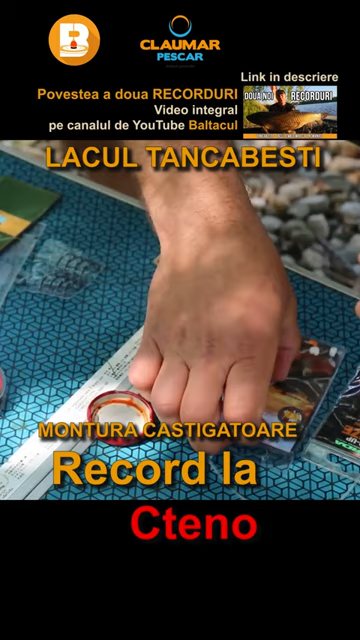 B
CLAUMAR
PESCAR
Link in descriere
Povestea a doua RECORDURI
Video integral
pe canalul de YouTube Baltacul
DOUA NOI RECORDURI
LACUL TANCABESTI
MONTURA CASTIGATOARE
Record la
Cteno